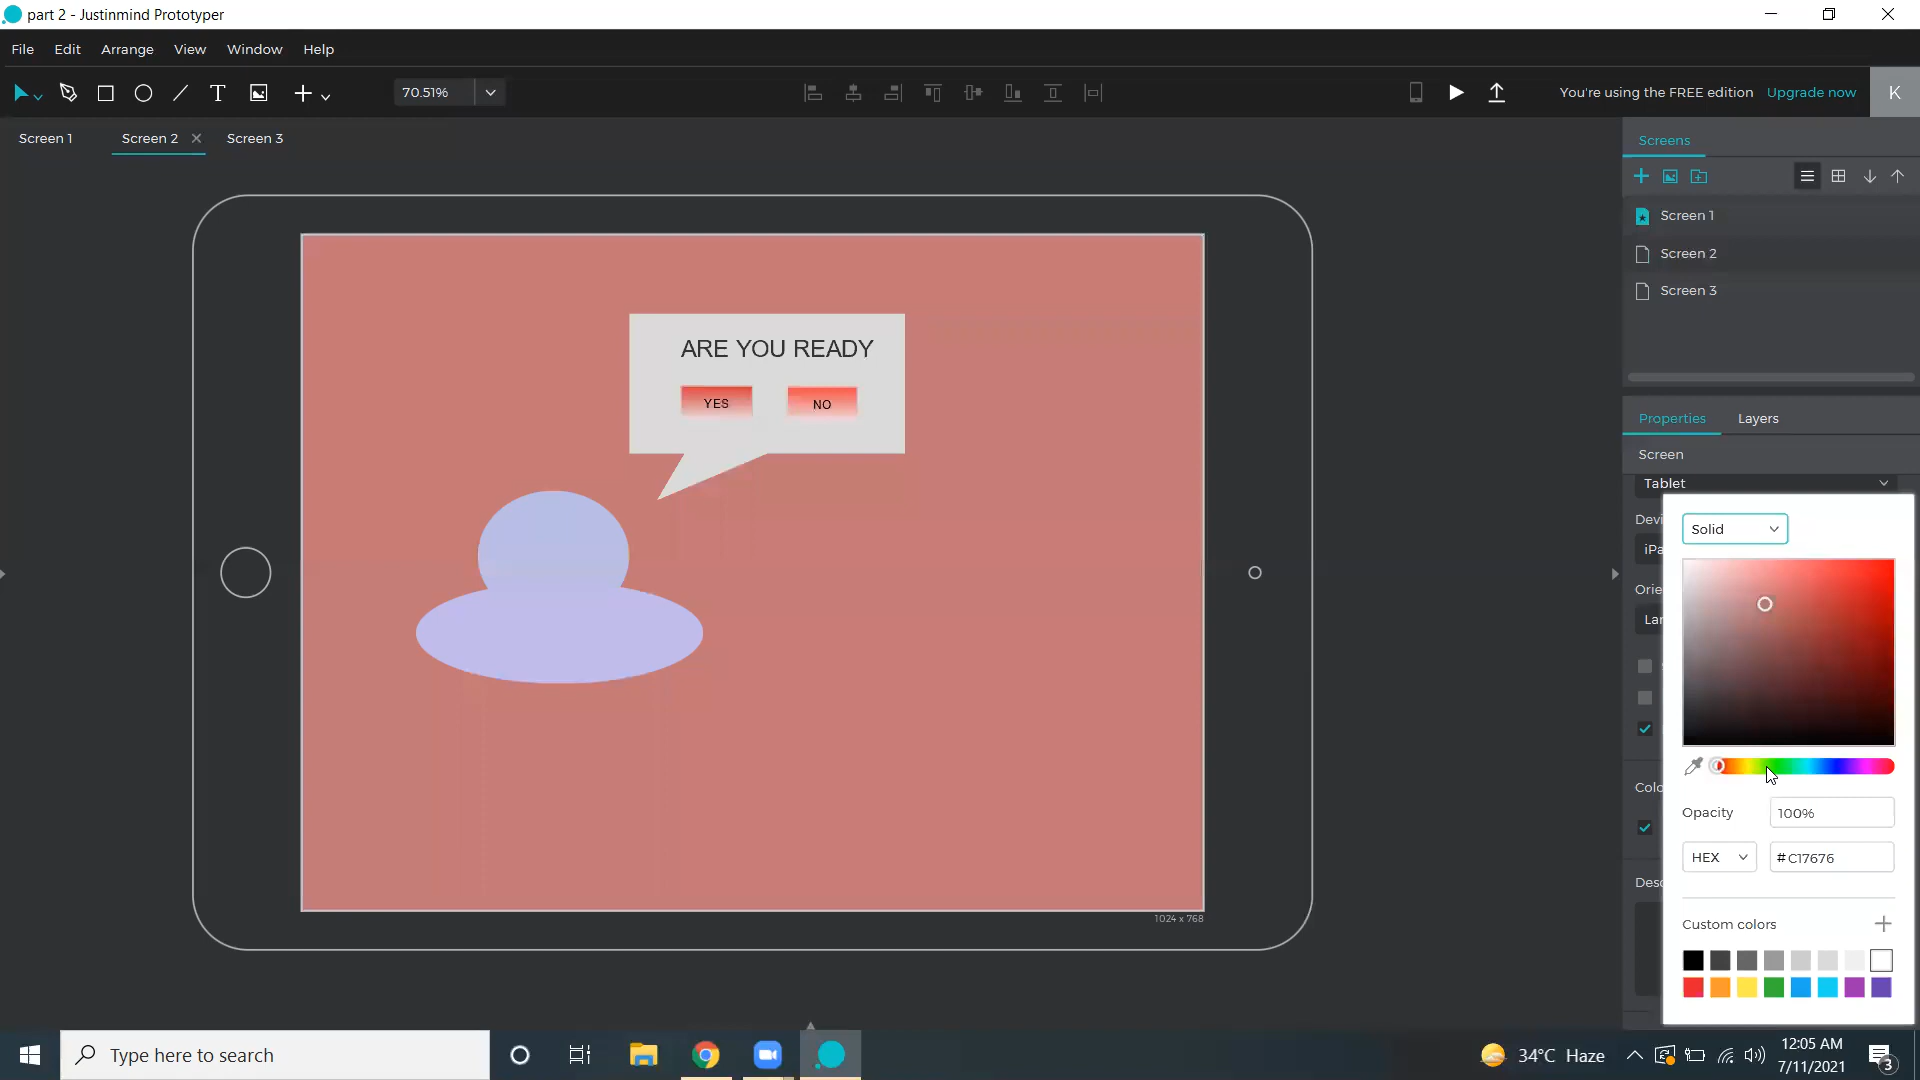 part 2 - Justinmind Prototyper
File Edit Arrange View Window Help
T 70.51% You're using the FREE edition Upgrade now K
Screen 1 Screen 2 Screen 3
Screens
Screen 1
Screen 2
Screen 3
ARE YOU READY
YES NO
1024 x 768
Properties Layers
Screen
Tablet
Devi
iPa
Orie
Lar
Colo
Desc
Solid
Opacity 100%
HEX #C17676
Custom colors
Type here to search
34°C Haze
12:05 AM
7/11/2021
3